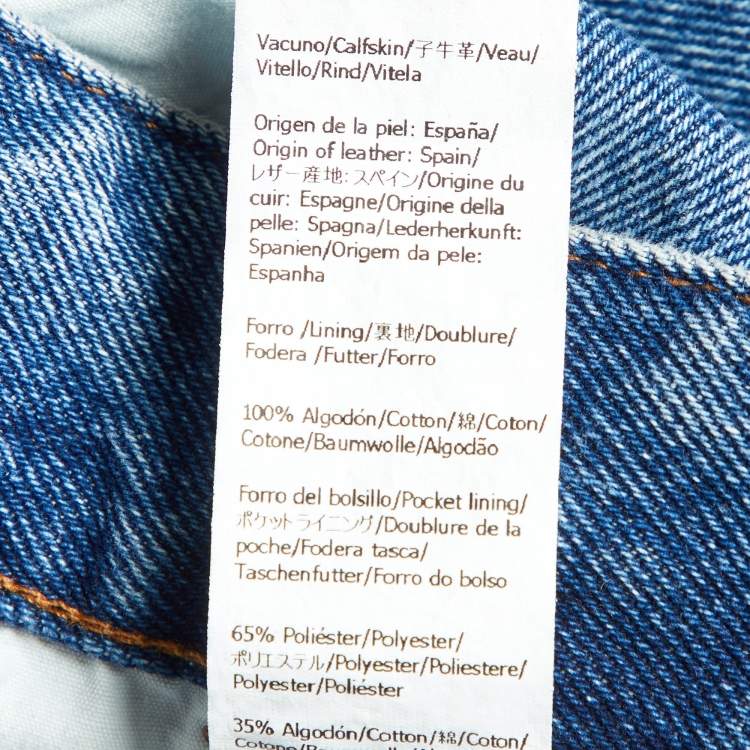 Vacuno/Calfskin/子牛革/Veau/
Vitello/Rind/Vitela
Origen de la piel: España/
Origin of leather: Spain/
レザー産地:スペイン/Origine du
cuir: Espagne/Origine della
pelle: Spagna/Lederherkunft:
Spanien/Origem da pele:
Espanha
Forro /Lining/裏地/Doublure/
Fodera /Futter/Forro
100% Algodón/Cotton/綿/Coton/
Cotone/Baumwolle/Algodão
Forro del bolsillo/Pocket lining/
ポケットライニング/Doublure de la
poche/Fodera tasca/
Taschenfutter/Forro do bolso
65% Poliéster/Polyester/
ポリエステル/Polyester/Poliestere/
Polyester/Poliéster
35% Algodón/Cotton/綿/Coton/